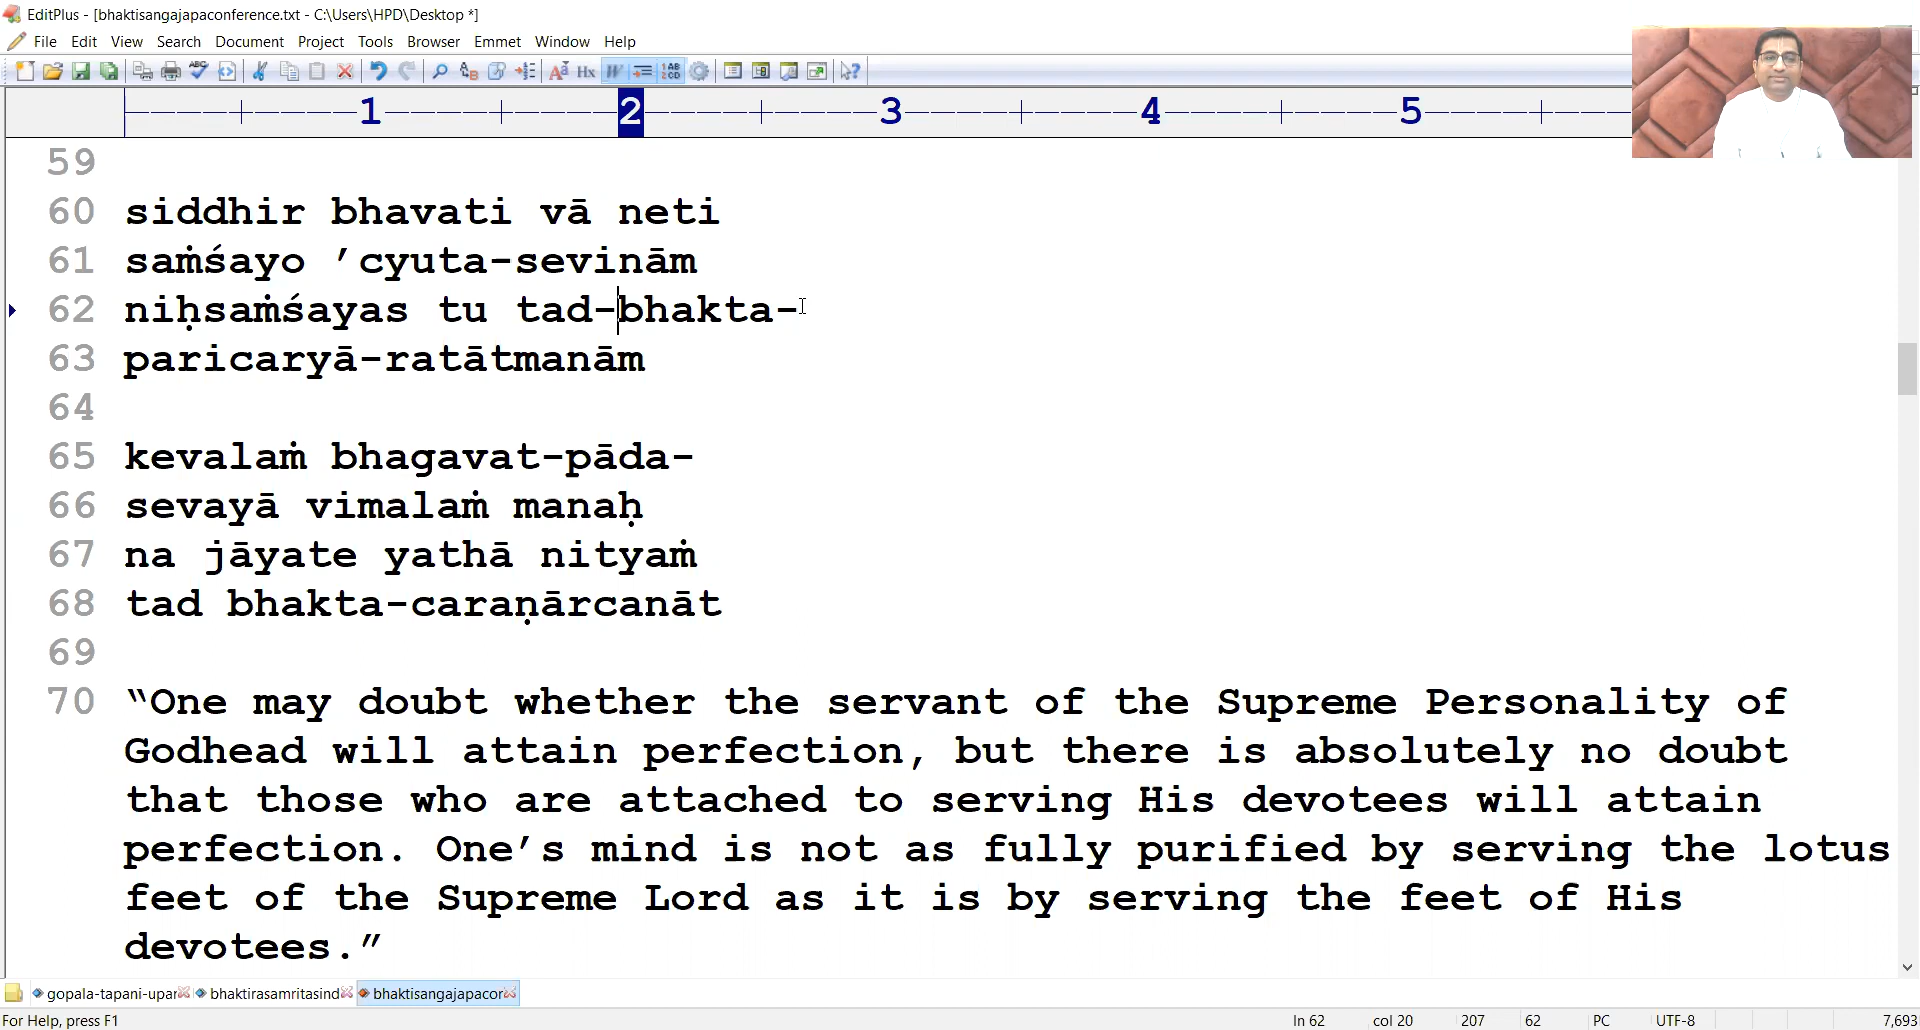 EditPlus - [bhaktisangajapaconference.txt - C:\Users\HPD\Desktop *]
File Edit View Search Document Project Tools Browser Emmet Window Help
1 2 3 4 5
59
60 siddhir bhavati vā neti
61 saṁśayo ’cyuta-sevinām
62 niḥsaṁśayas tu tad-bhakta-
63 paricaryā-ratātmanām
64
65 kevalaṁ bhagavat-pāda-
66 sevayā vimalaṁ manaḥ
67 na jāyate yathā nityaṁ
68 tad bhakta-caraṇārcanāt
69
70 “One may doubt whether the servant of the Supreme Personality of
Godhead will attain perfection, but there is absolutely no doubt
that those who are attached to serving His devotees will attain
perfection. One’s mind is not as fully purified by serving the lotus
feet of the Supreme Lord as it is by serving the feet of His
devotees.”
gopala-tapani-upar bhaktirasamritasind bhaktisangajapacor
For Help, press F1 ln 62 col 20 207 62 PC UTF-8 7,693